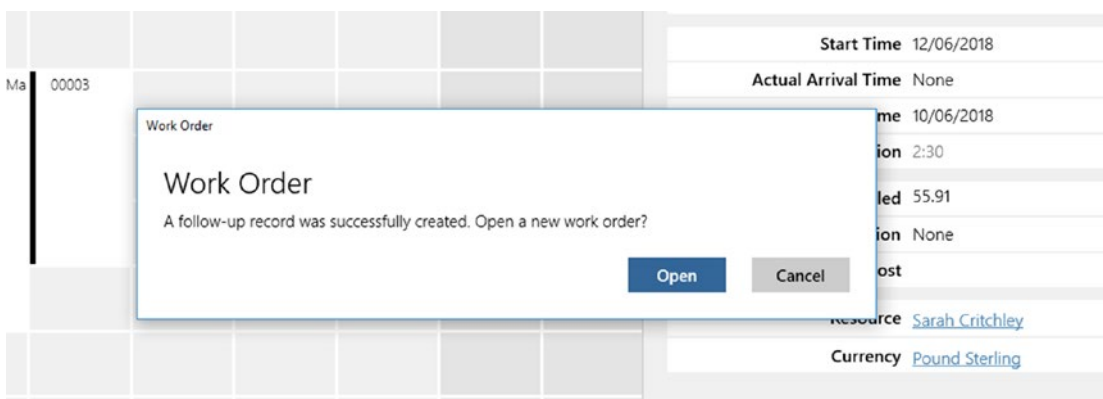 Start Time 12/06/2018
Ma 00003
Actual Arrival Time None
me 10/06/2018
Work Order
ion 2:30
Work Order
led 55.91
A follow-up record was successfully created. Open a new work order?
ion None
Open Cancel
ost
Resource Sarah Critchley
Currency Pound Sterling